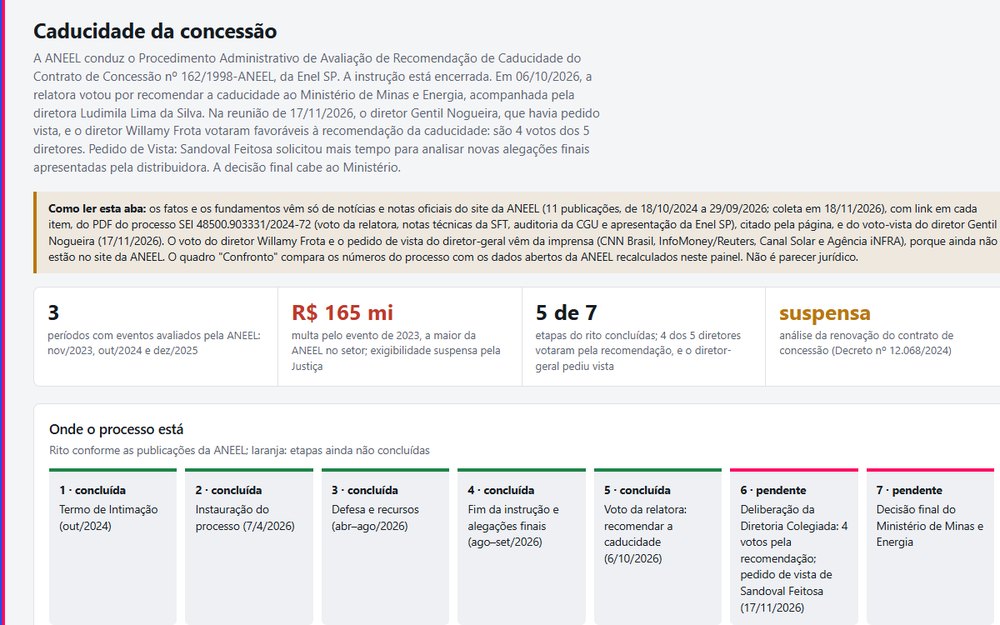 Caducidade da concessão
A ANEEL conduz o Procedimento Administrativo de Avaliação de Recomendação de Caducidade do
Contrato de Concessão nº 162/1998-ANEEL, da Enel SP. A instrução está encerrada. Em 06/10/2026, a
relatora votou por recomendar a caducidade ao Ministério de Minas e Energia, acompanhada pela
diretora Ludimila Lima da Silva. Na reunião de 17/11/2026, o diretor Gentil Nogueira, que havia pedido
vista, e o diretor Willamy Frota votaram favoráveis à recomendação da caducidade: são 4 votos dos 5
diretores. Pedido de Vista: Sandoval Feitosa solicitou mais tempo para analisar novas alegações finais
apresentadas pela distribuidora. A decisão final cabe ao Ministério.
Como ler esta aba: os fatos e os fundamentos vêm só de notícias e notas oficiais do site da ANEEL (11 publicações, de 18/10/2024 a 29/09/2026; coleta em 18/11/2026), com link em cada
item, do PDF do processo SEI 48500.903331/2024-72 (voto da relatora, notas técnicas da SFT, auditoria da CGU e apresentação da Enel SP), citado pela página, e do voto-vista do diretor Gentil
Nogueira (17/11/2026). O voto do diretor Willamy Frota e o pedido de vista do diretor-geral vêm da imprensa (CNN Brasil, InfoMoney/Reuters, Canal Solar e Agência iNFRA), porque ainda não
estão no site da ANEEL. O quadro "Confronto" compara os números do processo com os dados abertos da ANEEL recalculados neste painel. Não é parecer jurídico.
3
períodos com eventos avaliados pela ANEEL:
nov/2023, out/2024 e dez/2025
R$ 165 mi
multa pelo evento de 2023, a maior da
ANEEL no setor; exigibilidade suspensa pela
Justiça
5 de 7
etapas do rito concluídas; 4 dos 5 diretores
votaram pela recomendação, e o diretor-
geral pediu vista
suspensa
análise da renovação do contrato de
concessão (Decreto nº 12.068/2024)
Onde o processo está
Rito conforme as publicações da ANEEL; laranja: etapas ainda não concluídas
1 · concluída
Termo de Intimação
(out/2024)
2 · concluída
Instauração do
processo (7/4/2026)
3 · concluída
Defesa e recursos
(abr–ago/2026)
4 · concluída
Fim da instrução e
alegações finais
(ago–set/2026)
5 · concluída
Voto da relatora:
recomendar a
caducidade
(6/10/2026)
6 · pendente
Deliberação da
Diretoria Colegiada: 4
votos pela
recomendação;
pedido de vista de
Sandoval Feitosa
(17/11/2026)
7 · pendente
Decisão final do
Ministério de Minas e
Energia